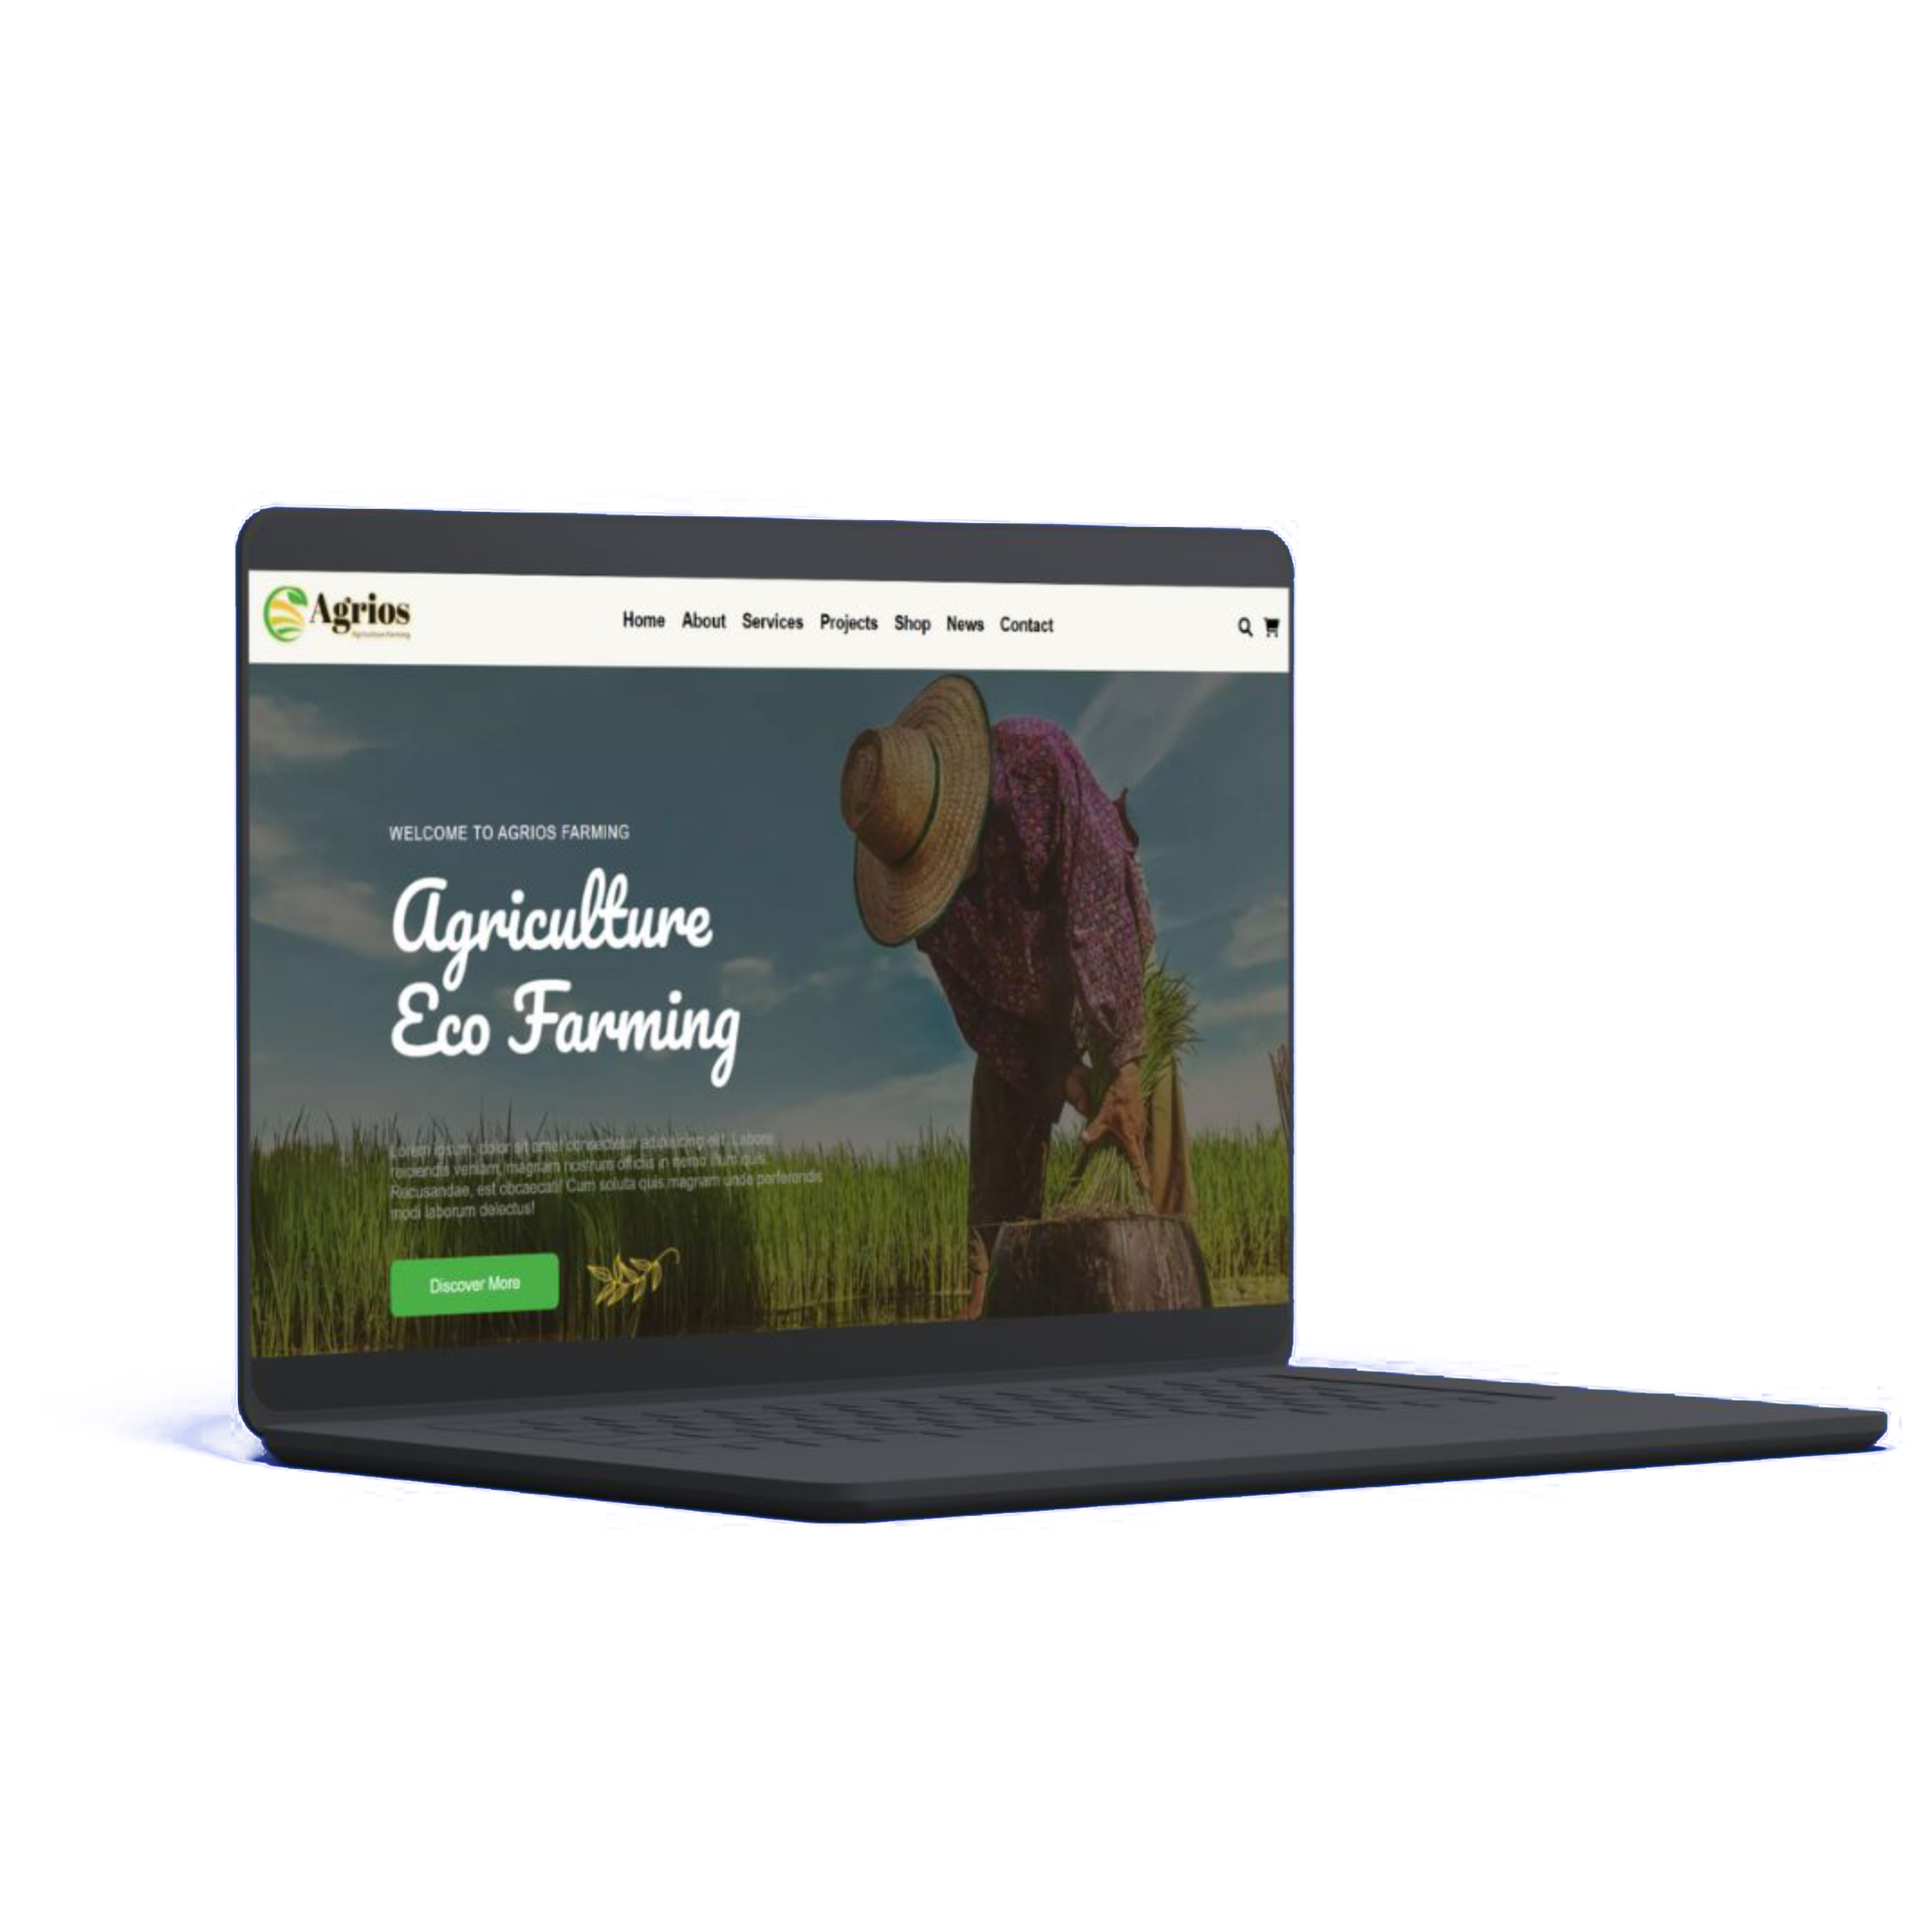 Agrios
Agriculture Farming
Home About Services Projects Shop News Contact
WELCOME TO AGRIOS FARMING
Agriculture
Eco Farming
Lorem ipsum, dolor sit amet consectetur adipisicing elit. Labore
reiciendis veniam, magnam nostrum officiis in nemo illum quis
Recusandae, est obcaecati! Cum soluta quis magnam unde perferendis
modi laborum delectus!
Discover More